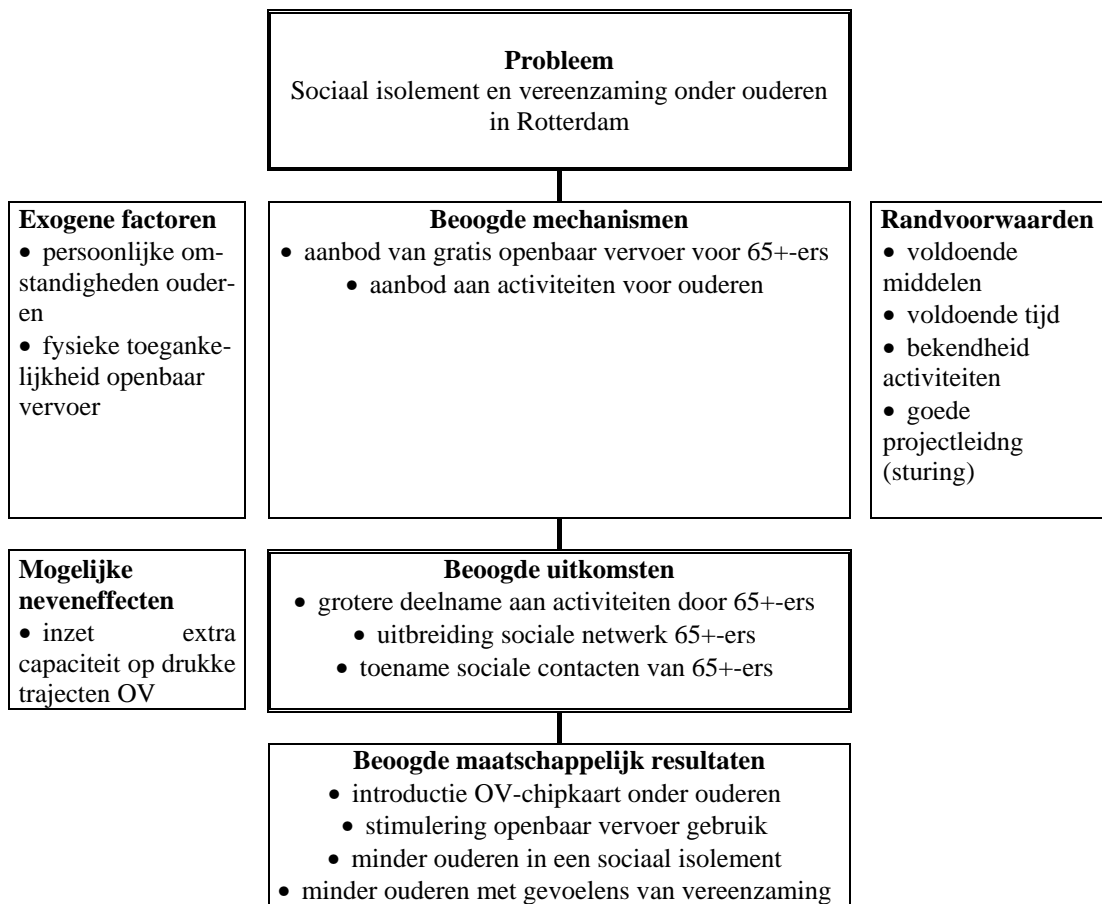 Probleem
Sociaal isolement en vereenzaming onder ouderen
in Rotterdam
Exogene factoren
• persoonlijke om-
standigheden ouder-
en
• fysieke toeganke-
lijkheid openbaar
vervoer
Beoogde mechanismen
• aanbod van gratis openbaar vervoer voor 65+-ers
• aanbod aan activiteiten voor ouderen
Randvoorwaarden
• voldoende
middelen
• voldoende tijd
• bekendheid
activiteiten
• goede
projectleidng
(sturing)
Mogelijke
neveneffecten
• inzet extra
capaciteit op drukke
trajecten OV
Beoogde uitkomsten
• grotere deelname aan activiteiten door 65+-ers
• uitbreiding sociale netwerk 65+-ers
• toename sociale contacten van 65+-ers
Beoogde maatschappelijk resultaten
• introductie OV-chipkaart onder ouderen
• stimulering openbaar vervoer gebruik
• minder ouderen in een sociaal isolement
• minder ouderen met gevoelens van vereenzaming